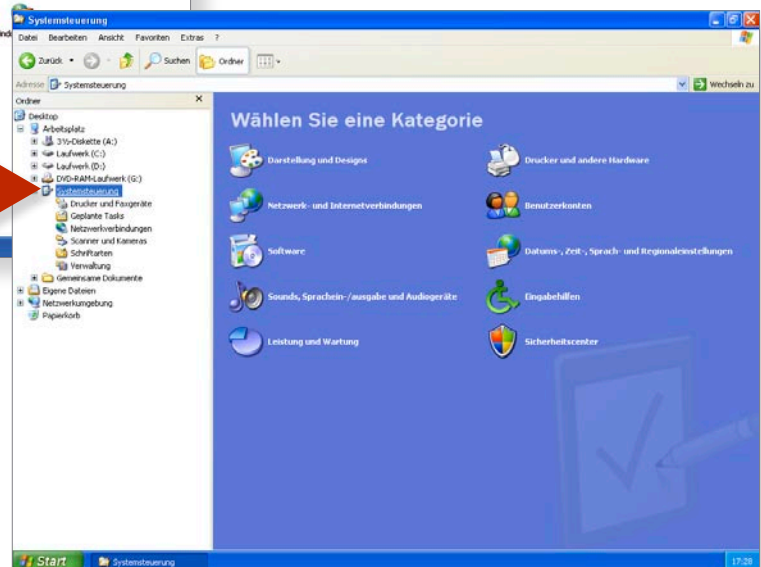 Systemsteuerung
Datei Bearbeiten Ansicht Favoriten Extras ?
Zurück Suchen Ordner
Adresse Systemsteuerung Wechseln zu
Ordner
Desktop
Arbeitsplatz
3½-Diskette (A:)
Laufwerk (C:)
Laufwerk (D:)
DVD-RAM-Laufwerk (G:)
Systemsteuerung
Drucker und Faxgeräte
Geplante Tasks
Netzwerkverbindungen
Scanner und Kameras
Schriftarten
Verwaltung
Gemeinsame Dokumente
Eigene Dateien
Netzwerkumgebung
Papierkorb
Wählen Sie eine Kategorie
Darstellung und Designs
Drucker und andere Hardware
Netzwerk- und Internetverbindungen
Benutzerkonten
Software
Datums-, Zeit-, Sprach- und Regionaleinstellungen
Sounds, Sprachein-/ausgabe und Audiogeräte
Eingabehilfen
Leistung und Wartung
Sicherheitscenter
Start
Systemsteuerung
17:28